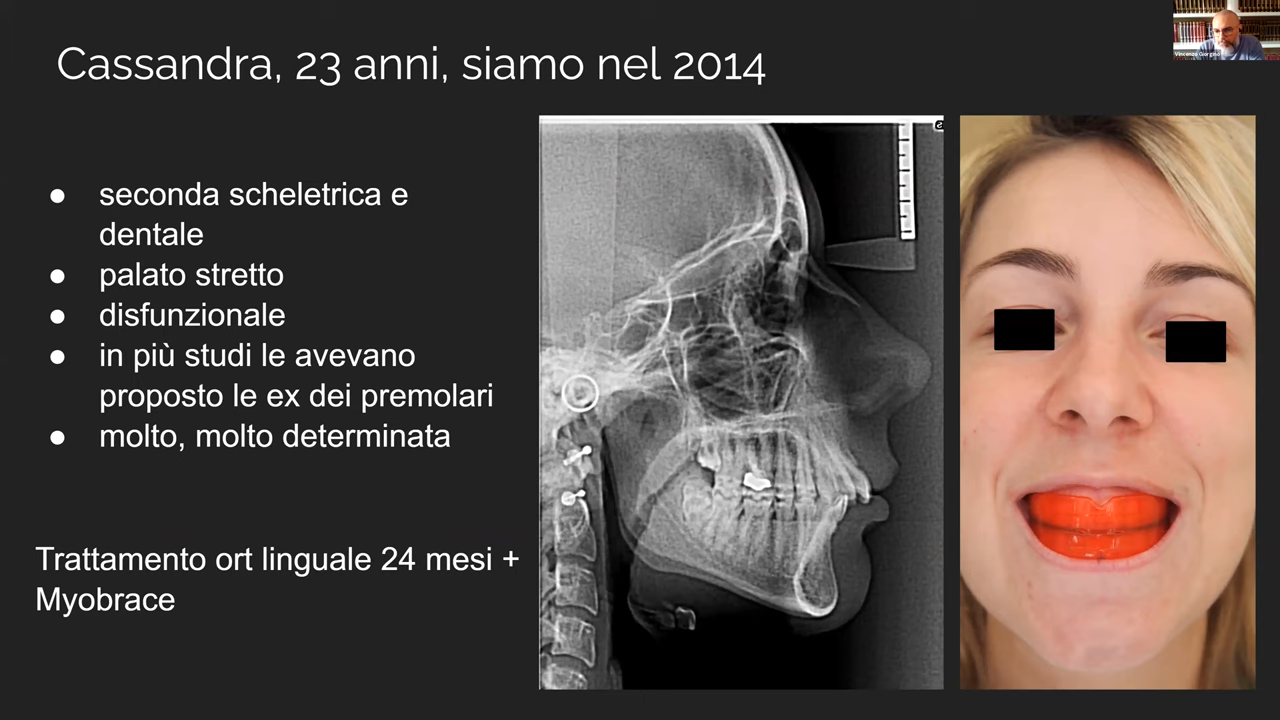 Cassandra, 23 anni, siamo nel 2014
● seconda scheletrica e
dentale
● palato stretto
● disfunzionale
● in più studi le avevano
proposto le ex dei premolari
● molto, molto determinata
Trattamento ort linguale 24 mesi +
Myobrace